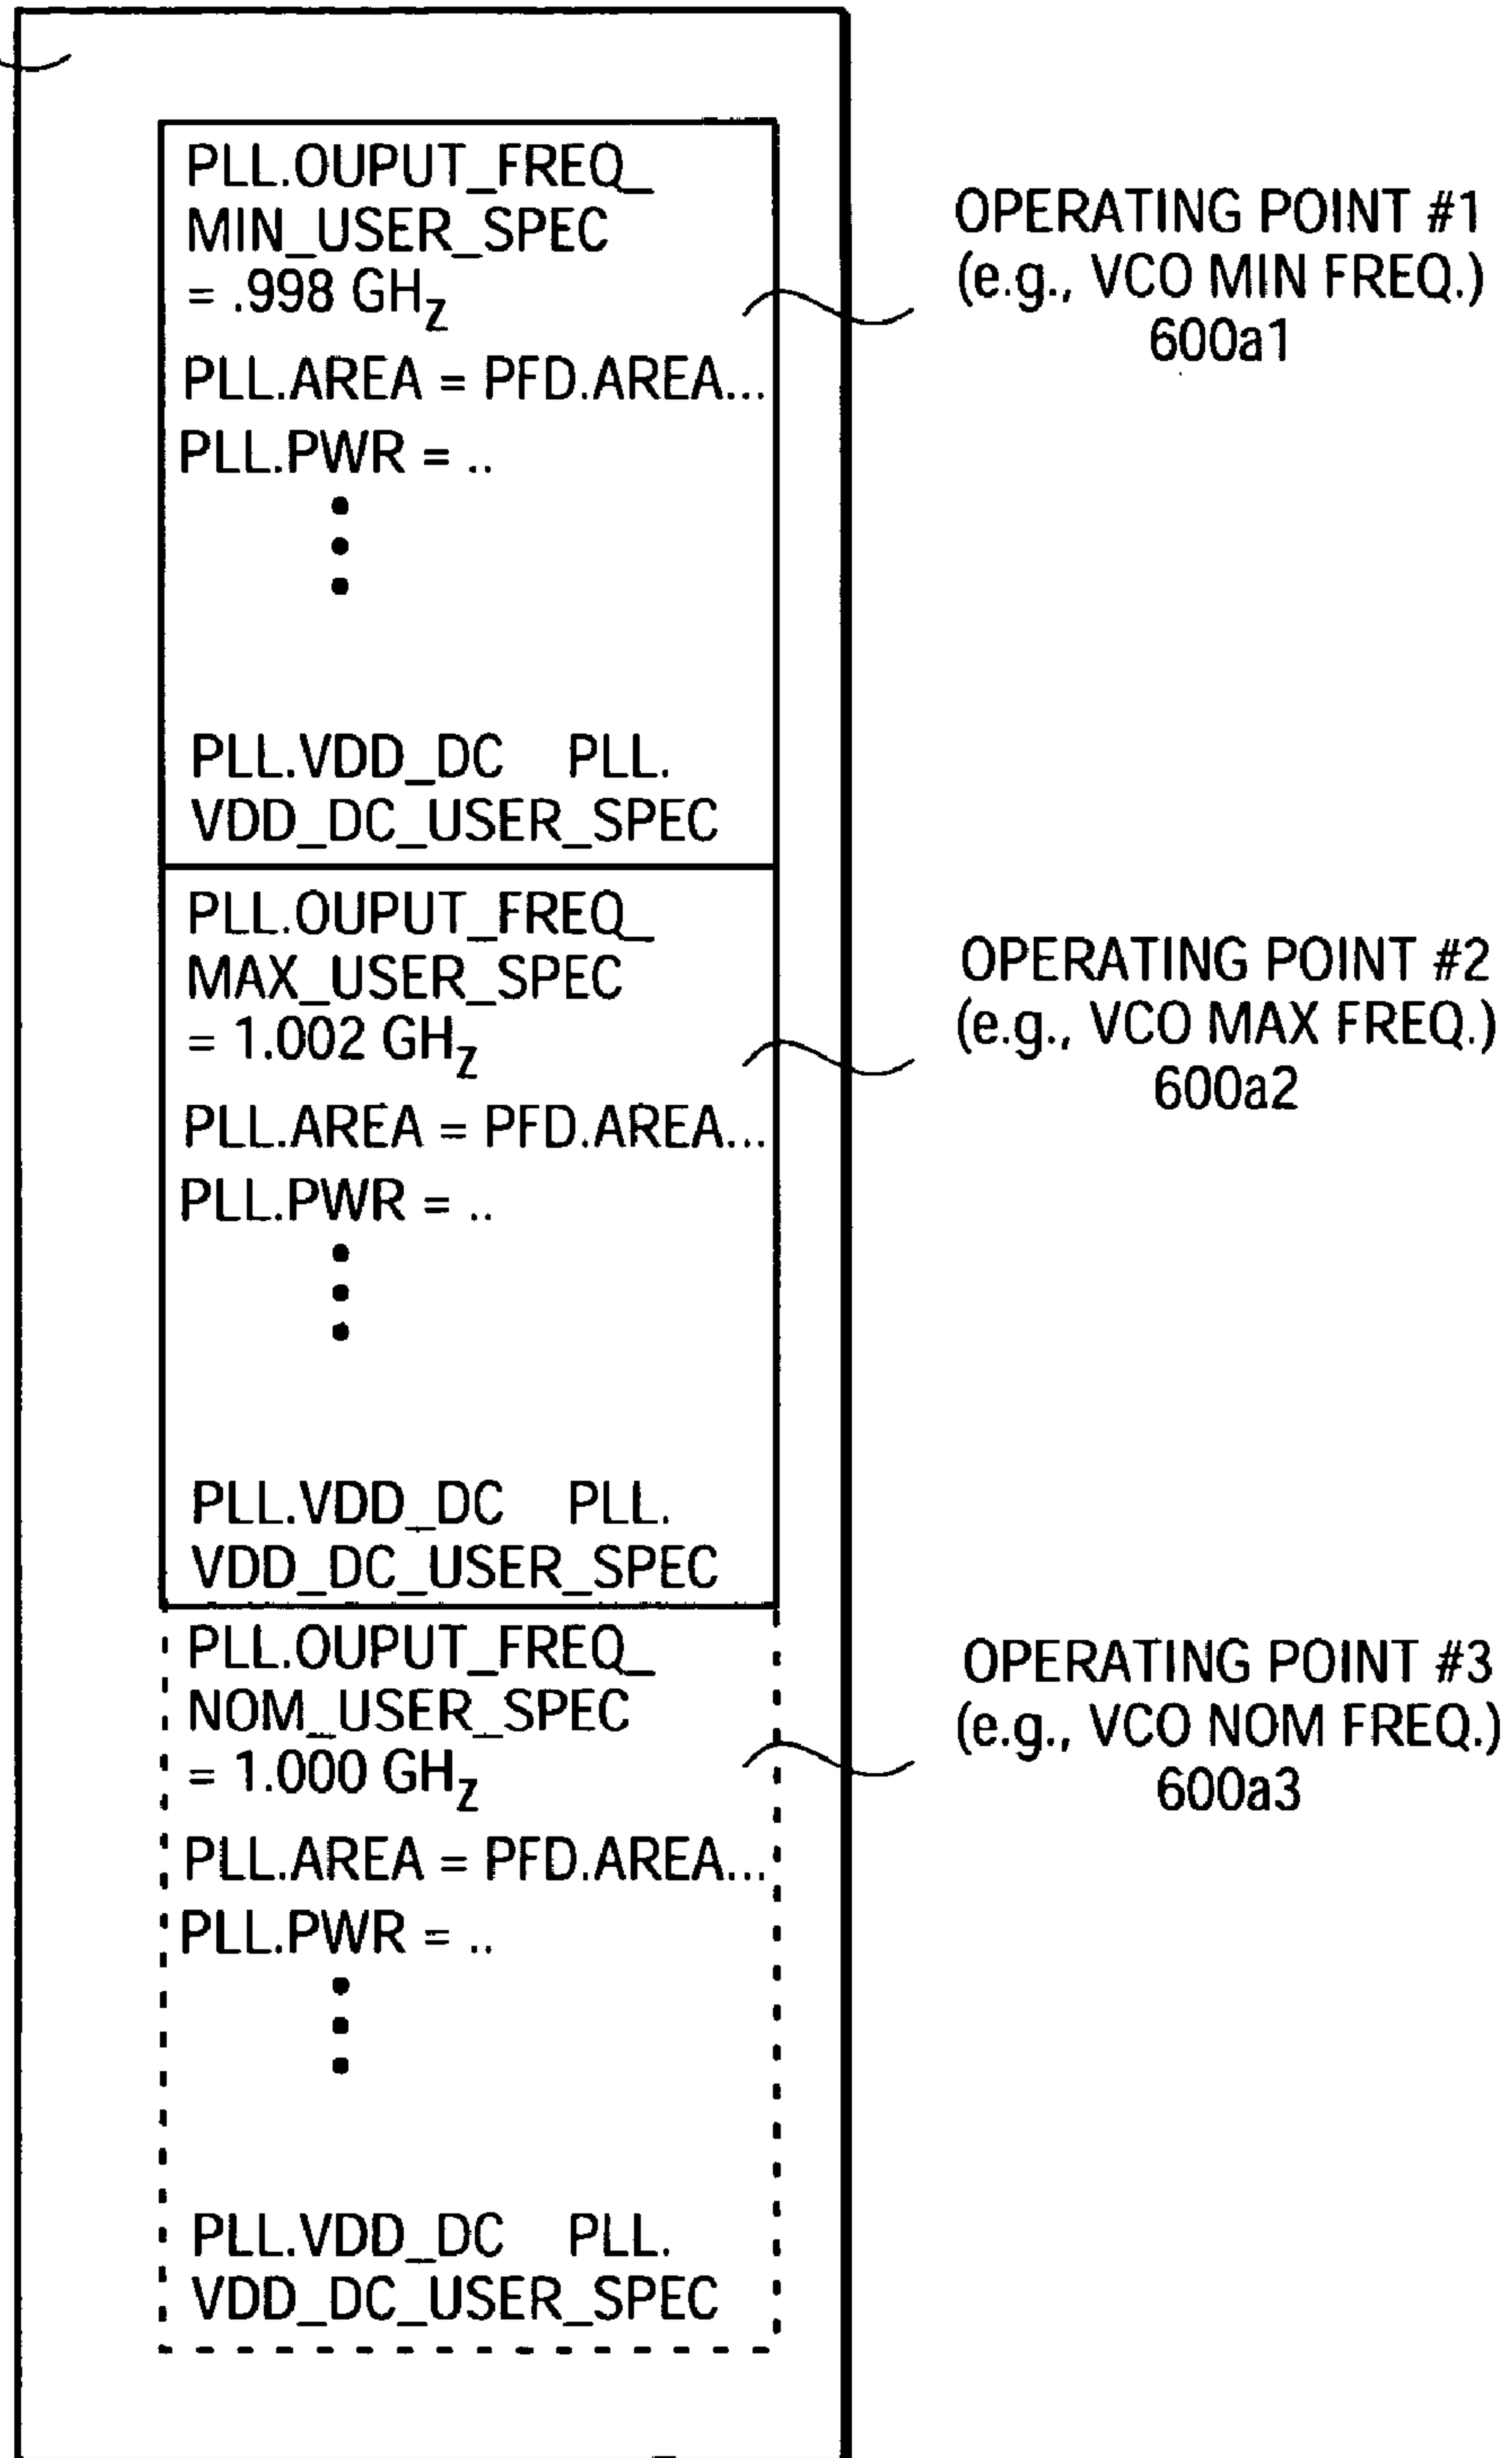 PLL.OUPUT_FREQ_
MIN_USER_SPEC
= .998 GHz
PLL.AREA = PFD.AREA...
PLL.PWR = ..
PLL.VDD_DC PLL.
VDD_DC_USER_SPEC
OPERATING POINT #1
(e.g., VCO MIN FREQ.)
600a1
PLL.OUPUT_FREQ_
MAX_USER_SPEC
= 1.002 GHz
PLL.AREA = PFD.AREA...
PLL.PWR = ..
PLL.VDD_DC PLL.
VDD_DC_USER_SPEC
OPERATING POINT #2
(e.g., VCO MAX FREQ.)
600a2
PLL.OUPUT_FREQ_
NOM_USER_SPEC
= 1.000 GHz
PLL.AREA = PFD.AREA...
PLL.PWR = ..
PLL.VDD_DC PLL.
VDD_DC_USER_SPEC
OPERATING POINT #3
(e.g., VCO NOM FREQ.)
600a3